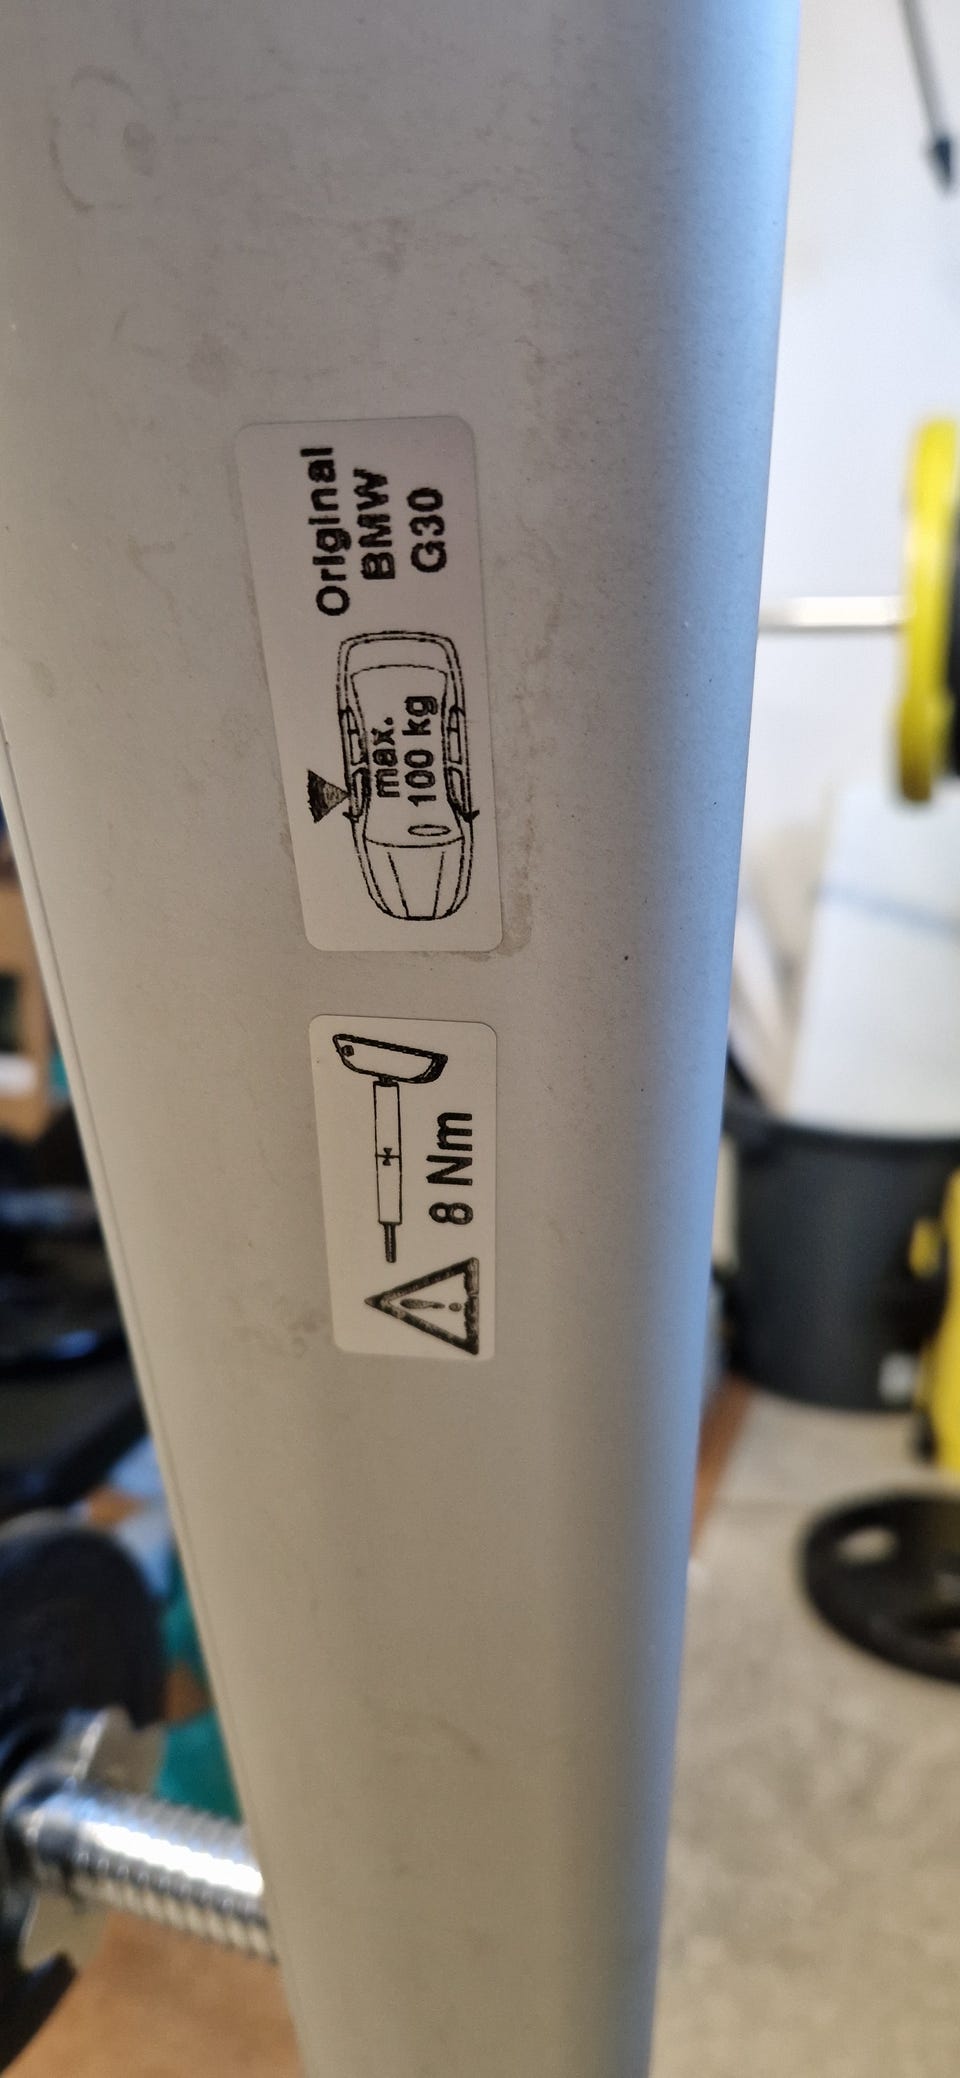 Original
BMW
G30
max.
100 kg
8 Nm